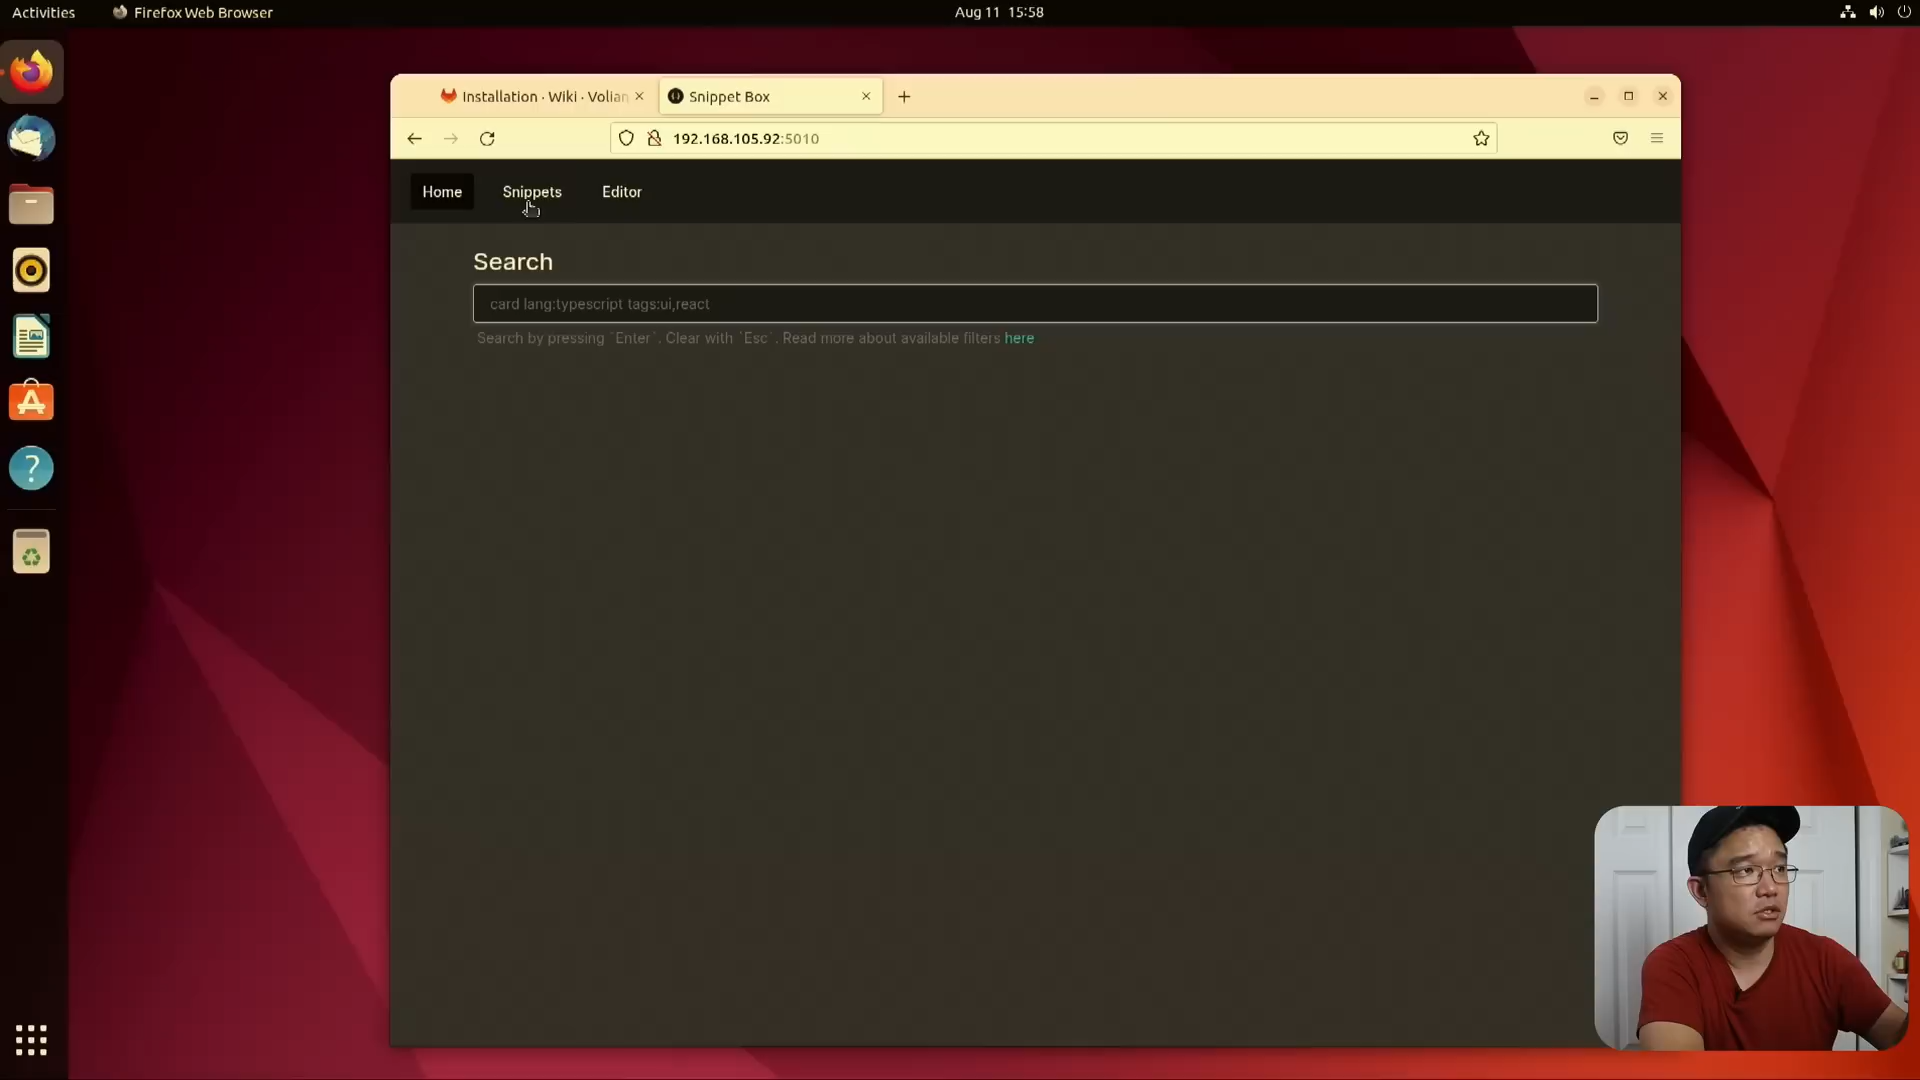 Activities
Firefox Web Browser
Aug 11 15:58
Installation · Wiki · Volian
Snippet Box
192.168.105.92:5010
Home
Snippets
Editor
Search
card lang:typescript tags:ui,react
Search by pressing `Enter`. Clear with `Esc`. Read more about available filters here